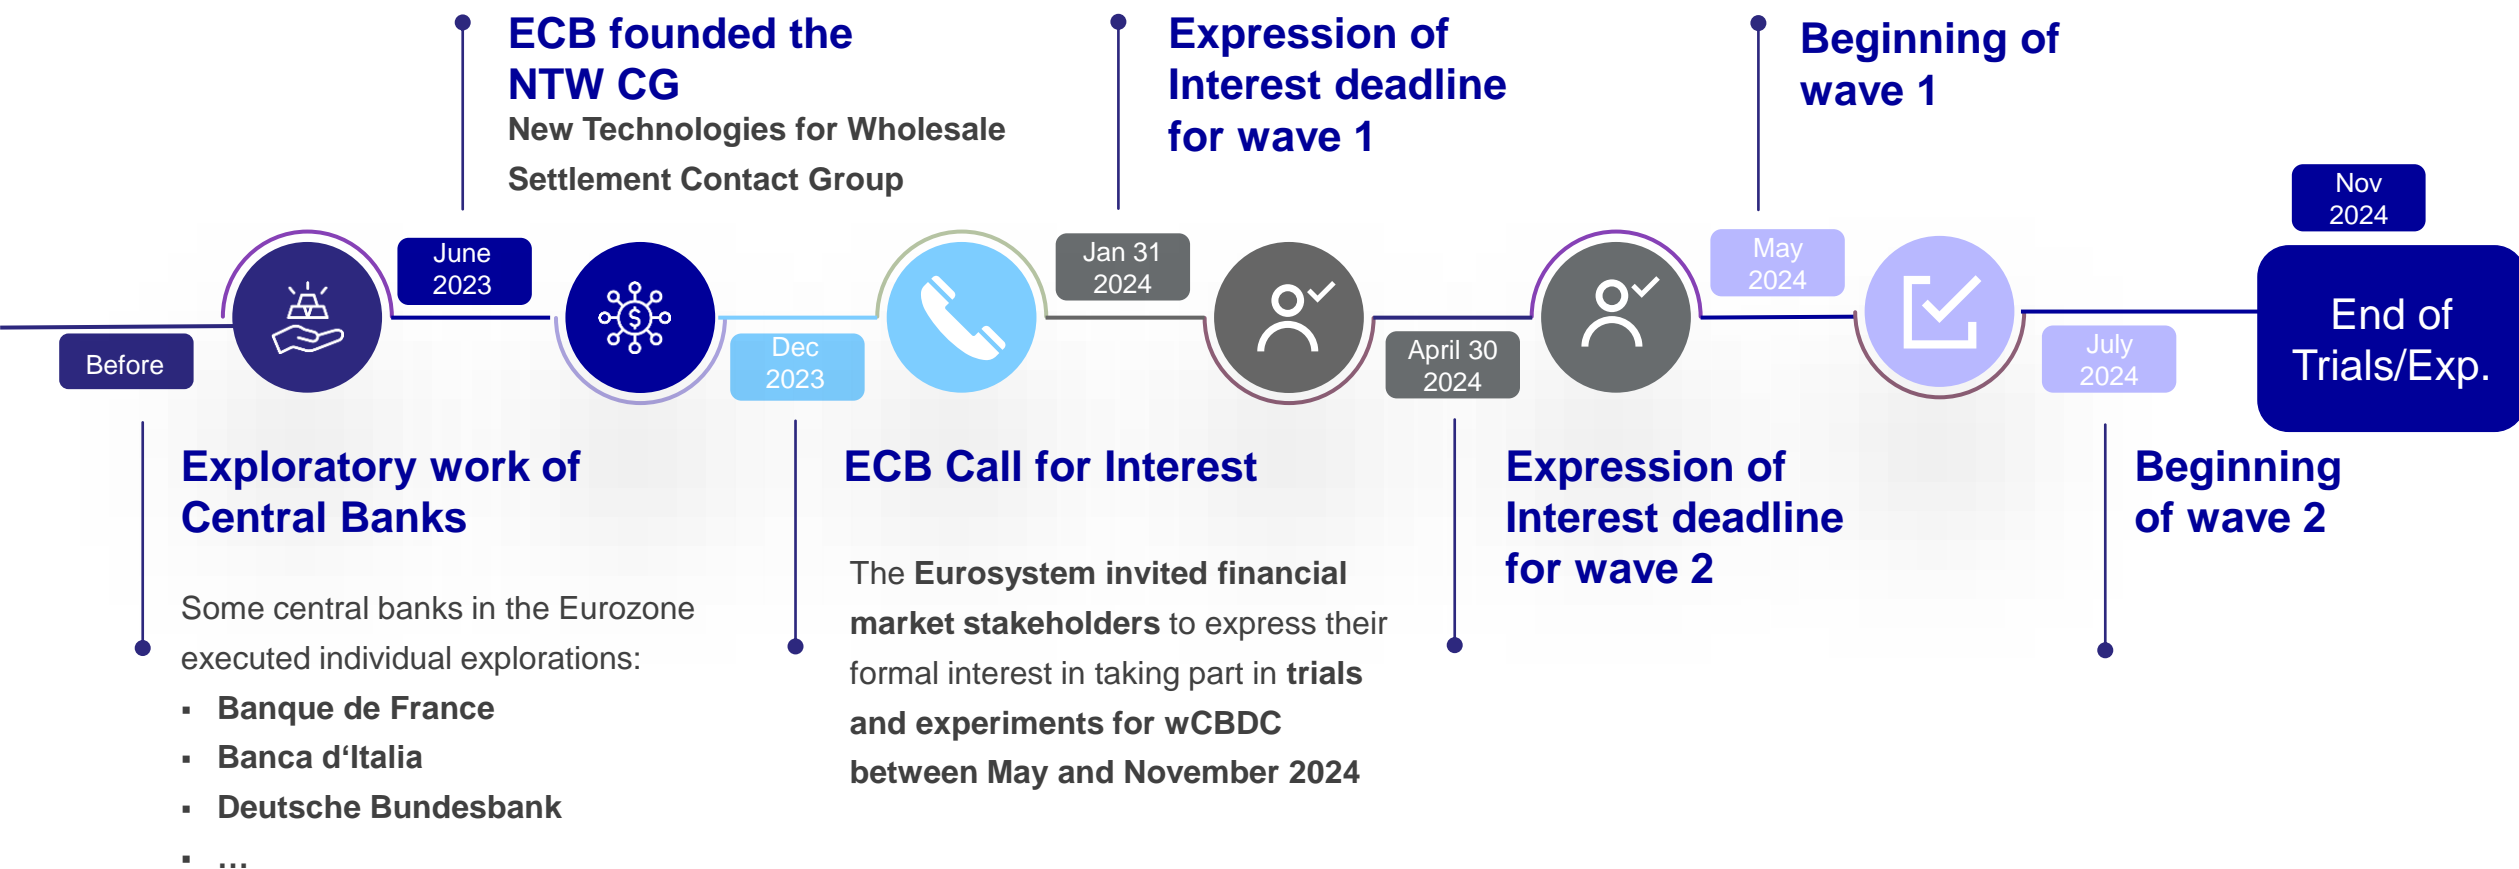 Before
Exploratory work of
Central Banks
Some central banks in the Eurozone
executed individual explorations:
▪ Banque de France
▪ Banca d‘Italia
▪ Deutsche Bundesbank
▪ …
June
2023
ECB founded the
NTW CG
New Technologies for Wholesale
Settlement Contact Group
Dec
2023
ECB Call for Interest
The Eurosystem invited financial
market stakeholders to express their
formal interest in taking part in trials
and experiments for wCBDC
between May and November 2024
Jan 31
2024
Expression of
Interest deadline
for wave 1
April 30
2024
Expression of
Interest deadline
for wave 2
May
2024
Beginning of
wave 1
July
2024
Beginning
of wave 2
Nov
2024
End of
Trials/Exp.
$